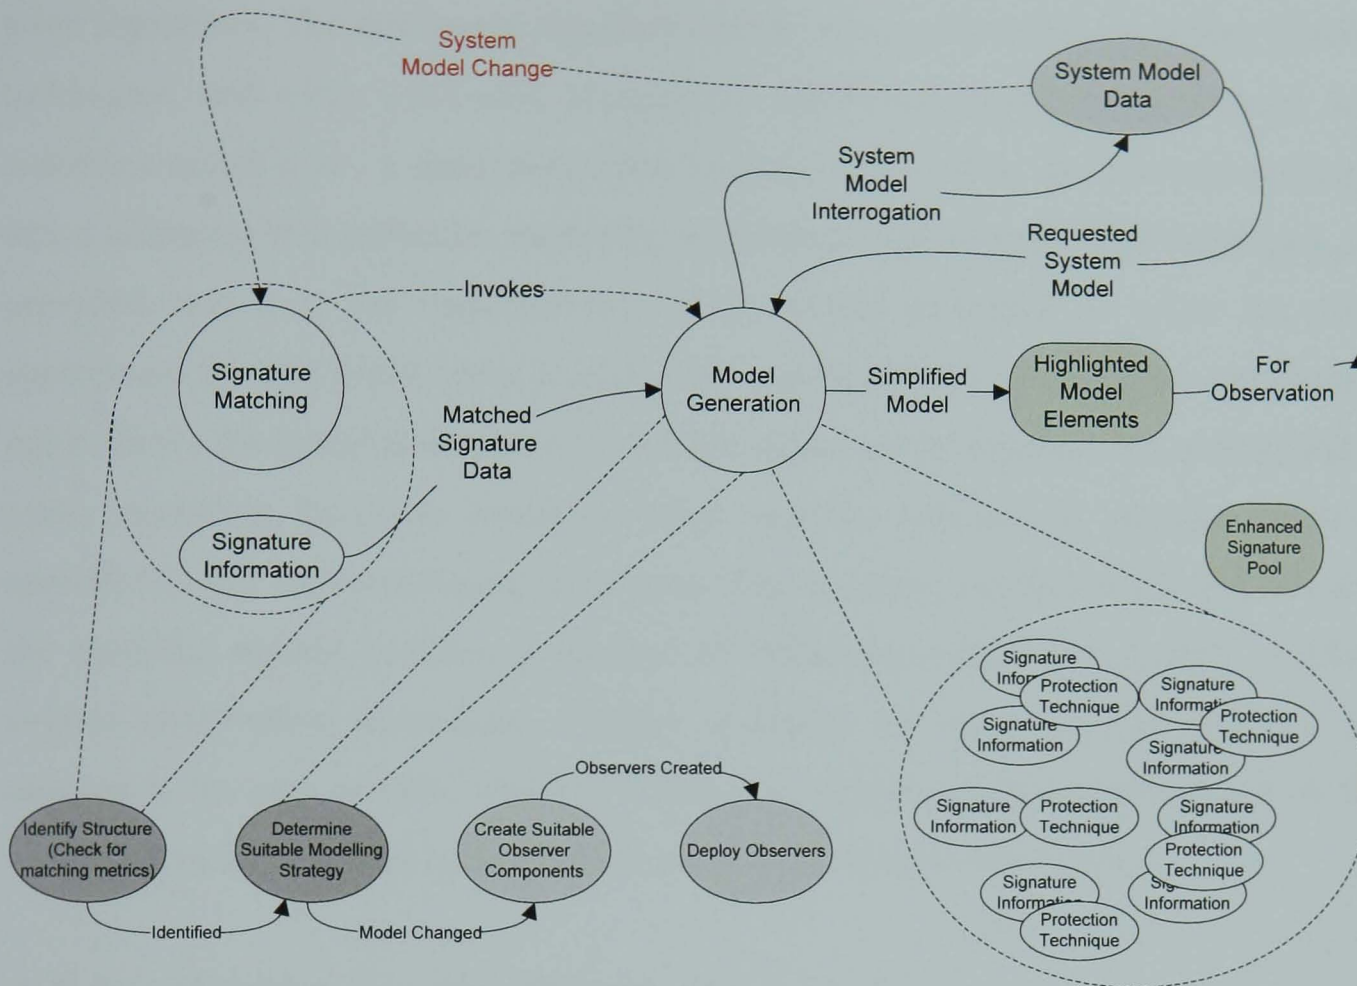 System
Model Change
System Model
Data
System
Model
Interrogation
Requested
System
Model
Invokes
Signature
Matching
Model
Generation
Simplified
Model
Highlighted
Model
Elements
For
Observation
Matched
Signature
Data
Signature
Information
Enhanced
Signature
Pool
Signature
Information
Protection
Technique
Signature
Information
Signature
Information
Protection
Technique
Signature
Information
Signature
Information
Protection
Technique
Signature
Information
Protection
Technique
Signature
Information
Signature
Information
Protection
Technique
Observers Created
Identify Structure
(Check for
matching metrics)
Determine
Suitable Modelling
Strategy
Create Suitable
Observer
Components
Deploy Observers
Identified
Model Changed